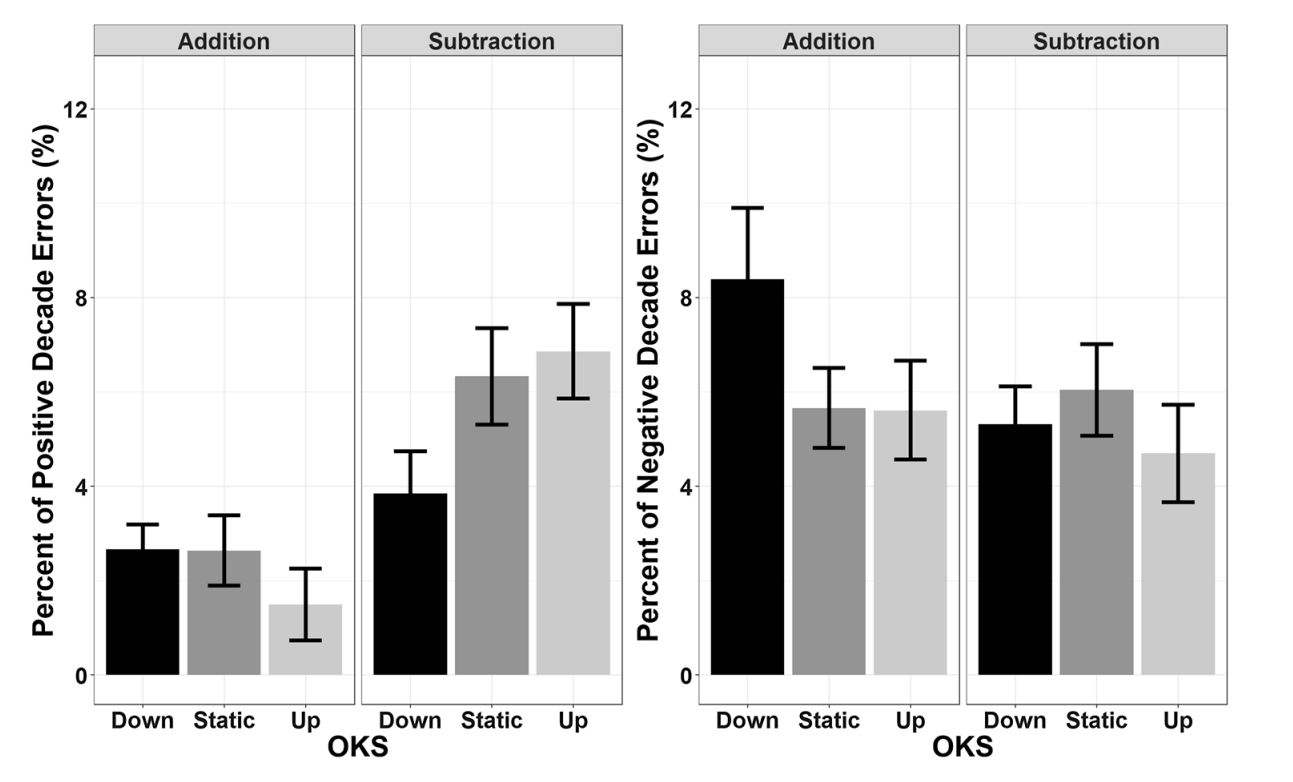 Addition
Subtraction
Percent of Positive Decade Errors (%)
12
8
4
0
Down Static Up
Down Static Up
OKS
Addition
Subtraction
Percent of Negative Decade Errors (%)
12
8
4
0
Down Static Up
Down Static Up
OKS